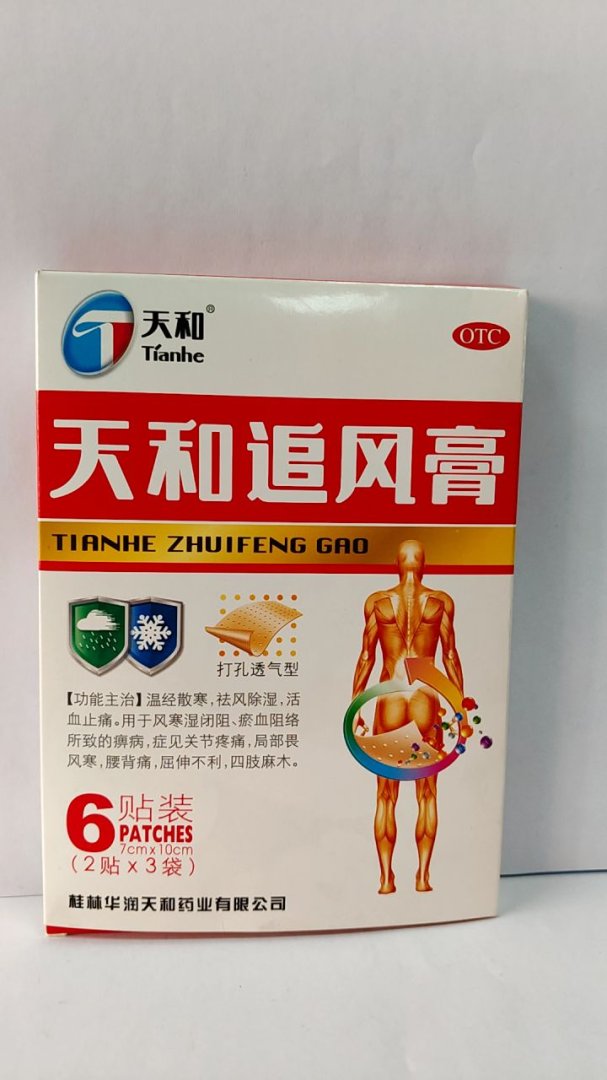 天和®
Tianhe
OTC
天和追风膏
TIANHE ZHUIFENG GAO
打孔透气型
【功能主治】温经散寒,祛风除湿,活
血止痛。用于风寒湿闭阻、瘀血阻络
所致的痹病,症见关节疼痛,局部畏
风寒,腰背痛,屈伸不利,四肢麻木。
6贴装
PATCHES
7cmx10cm
(2贴x3袋)
桂林华润天和药业有限公司